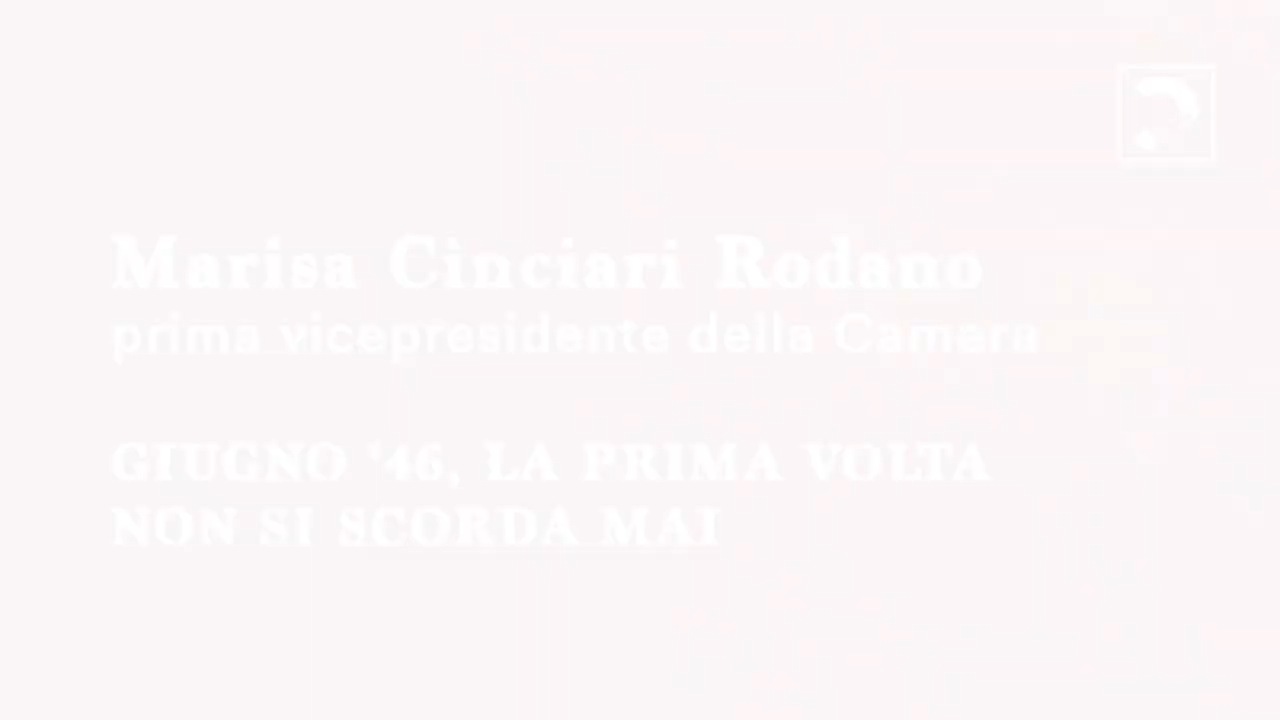 Marisa Cinciari Rodano
prima vicepresidente della Camera
GIUGNO '46, LA PRIMA VOLTA
NON SI SCORDA MAI